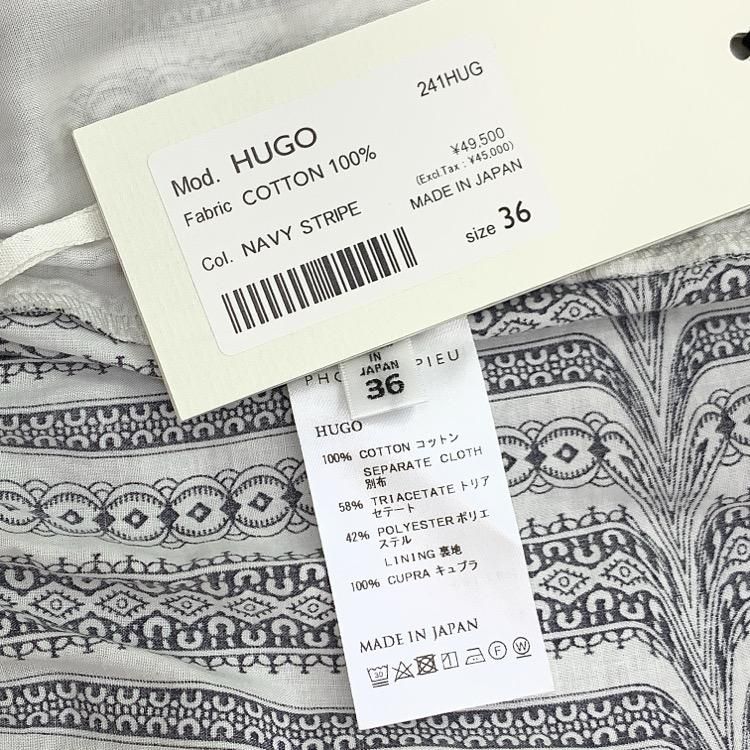 241HUG
Mod. HUGO
Fabric COTTON 100%
Col. NAVY STRIPE
¥49,500
(Excl.Tax : ¥45,000)
MADE IN JAPAN
size 36
IN
JAPAN
36
PIEU
HUGO
100% COTTON コットン
SEPARATE CLOTH
別布
58% TRIACETATE トリア
セテート
42% POLYESTER ポリエ
ステル
LINING 裏地
100% CUPRA キュプラ
MADE IN JAPAN
30
F
W